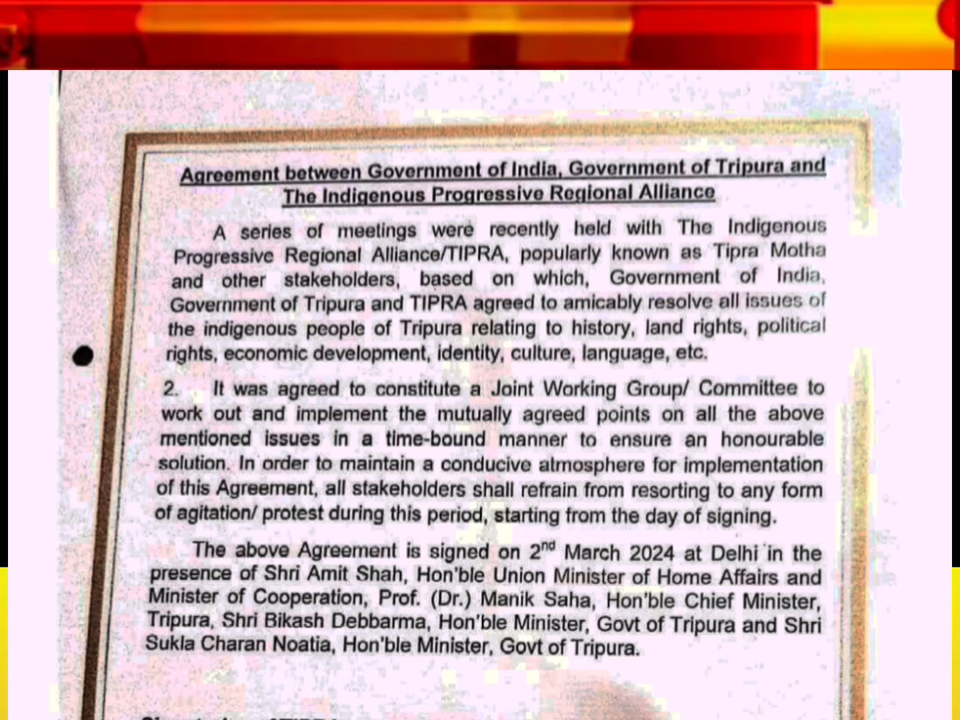 Agreement between Government of India, Government of Tripura and
The Indigenous Progressive Regional Alliance
A series of meetings were recently held with The Indigenous
Progressive Regional Alliance/TIPRA, popularly known as Tipra Motha
and other stakeholders, based on which, Government of India,
Government of Tripura and TIPRA agreed to amicably resolve all issues of
the indigenous people of Tripura relating to history, land rights, political
rights, economic development, identity, culture, language, etc.
2. It was agreed to constitute a Joint Working Group/ Committee to
work out and implement the mutually agreed points on all the above
mentioned issues in a time-bound manner to ensure an honourable
solution. In order to maintain a conducive atmosphere for implementation
of this Agreement, all stakeholders shall refrain from resorting to any form
of agitation/ protest during this period, starting from the day of signing.
The above Agreement is signed on 2nd March 2024 at Delhi in the
presence of Shri Amit Shah, Hon'ble Union Minister of Home Affairs and
Minister of Cooperation, Prof. (Dr.) Manik Saha, Hon'ble Chief Minister,
Tripura, Shri Bikash Debbarma, Hon'ble Minister, Govt of Tripura and Shri
Sukla Charan Noatia, Hon'ble Minister, Govt of Tripura.